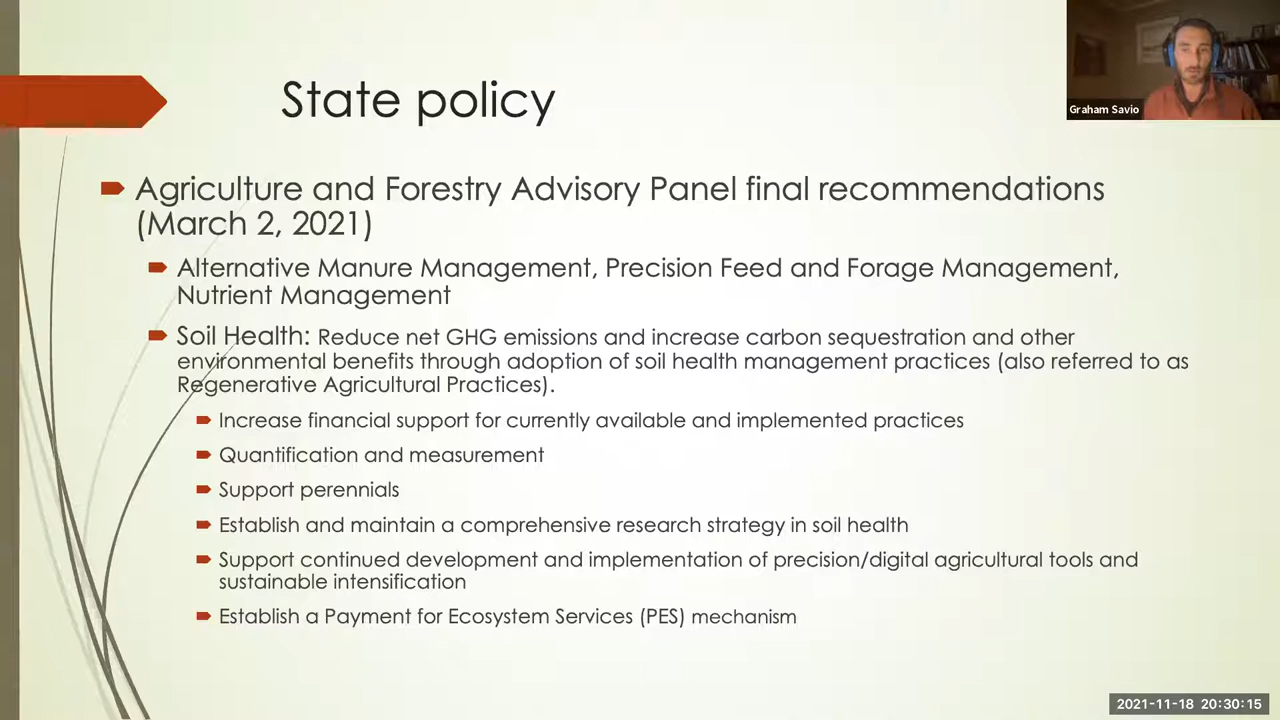 State policy
Graham Savio
Agriculture and Forestry Advisory Panel final recommendations
(March 2, 2021)
Alternative Manure Management, Precision Feed and Forage Management,
Nutrient Management
Soil Health: Reduce net GHG emissions and increase carbon sequestration and other
environmental benefits through adoption of soil health management practices (also referred to as
Regenerative Agricultural Practices).
Increase financial support for currently available and implemented practices
Quantification and measurement
Support perennials
Establish and maintain a comprehensive research strategy in soil health
Support continued development and implementation of precision/digital agricultural tools and
sustainable intensification
Establish a Payment for Ecosystem Services (PES) mechanism
2021-11-18 20:30:15